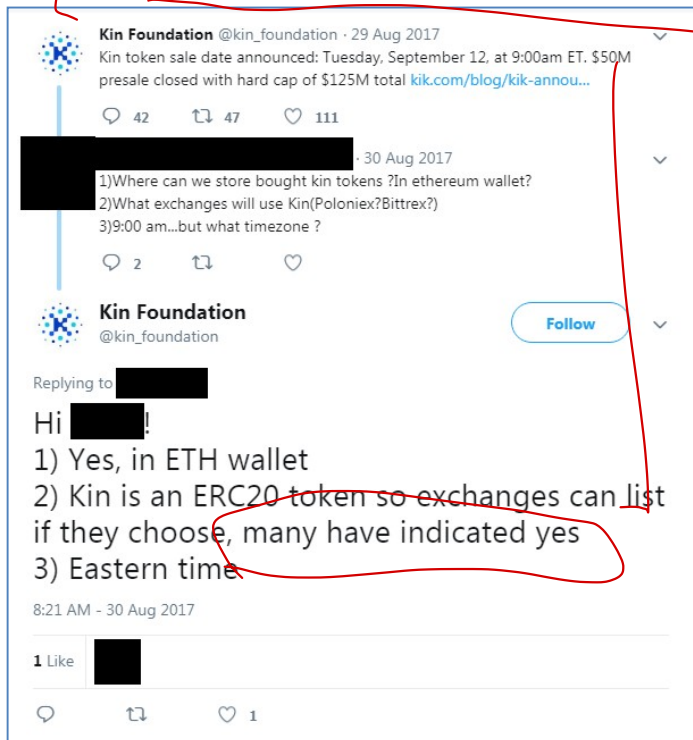 Kin Foundation @kin_foundation · 29 Aug 2017
Kin token sale date announced: Tuesday, September 12, at 9:00am ET. $50M
presale closed with hard cap of $125M total kik.com/blog/kik-annou...
42 47 111
· 30 Aug 2017
1)Where can we store bought kin tokens ?In ethereum wallet?
2)What exchanges will use Kin(Poloniex?Bittrex?)
3)9:00 am...but what timezone ?
2
Kin Foundation
@kin_foundation
Follow
Replying to
Hi !
1) Yes, in ETH wallet
2) Kin is an ERC20 token so exchanges can list
if they choose, many have indicated yes
3) Eastern time
8:21 AM - 30 Aug 2017
1 Like
1